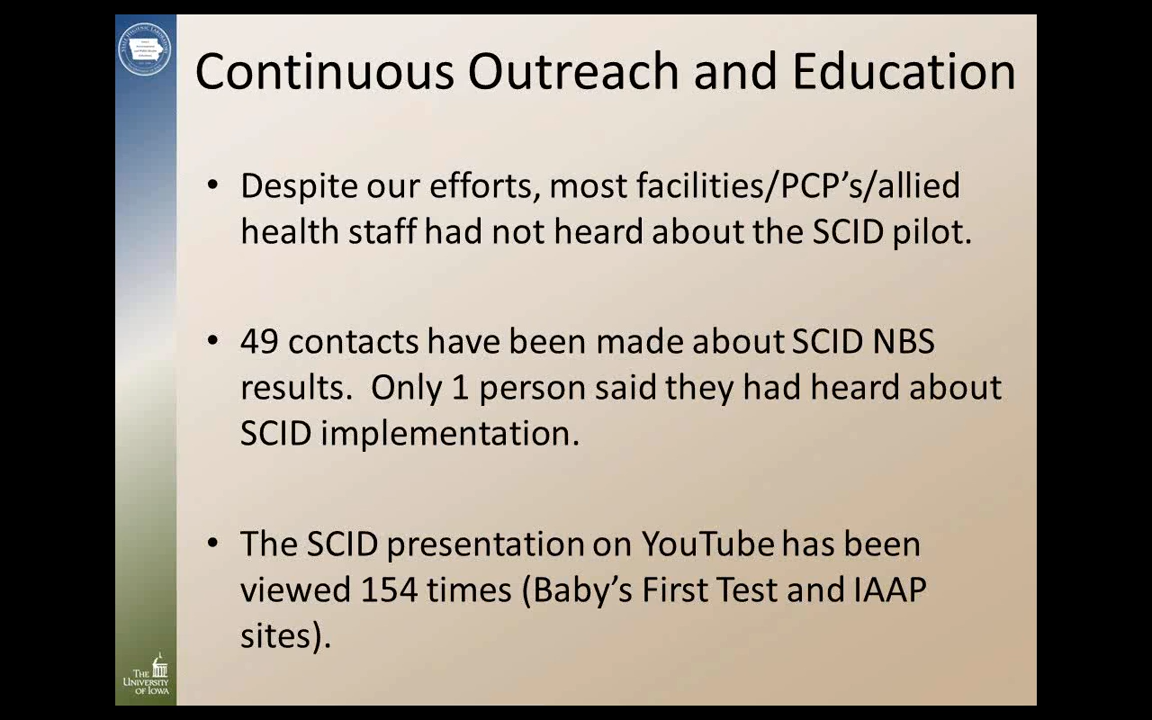 Continuous Outreach and Education
• Despite our efforts, most facilities/PCP's/allied
health staff had not heard about the SCID pilot.
• 49 contacts have been made about SCID NBS
results.  Only 1 person said they had heard about
SCID implementation.
• The SCID presentation on YouTube has been
viewed 154 times (Baby's First Test and IAAP
sites).
THE
UNIVERSITY
OF IOWA